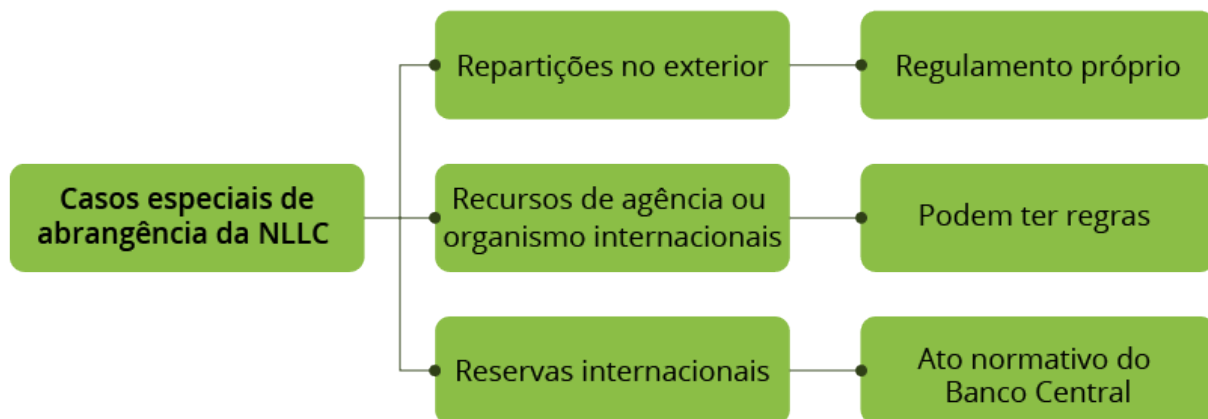 Casos especiais de
abrangência da NLLC
Repartições no exterior
Regulamento próprio
Recursos de agência ou
organismo internacionais
Podem ter regras
Reservas internacionais
Ato normativo do
Banco Central